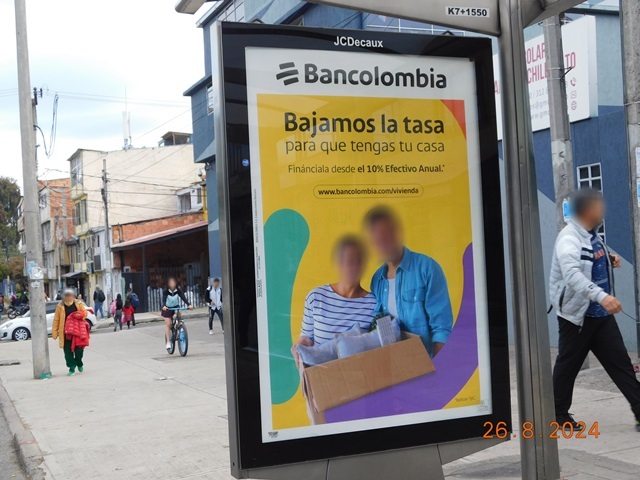 K7+1550
JCDecaux
Bancolombia
Bajamos la tasa
para que tengas tu casa
Finánciala desde el 10% Efectivo Anual.*
www.bancolombia.com/vivienda
26 8 2024